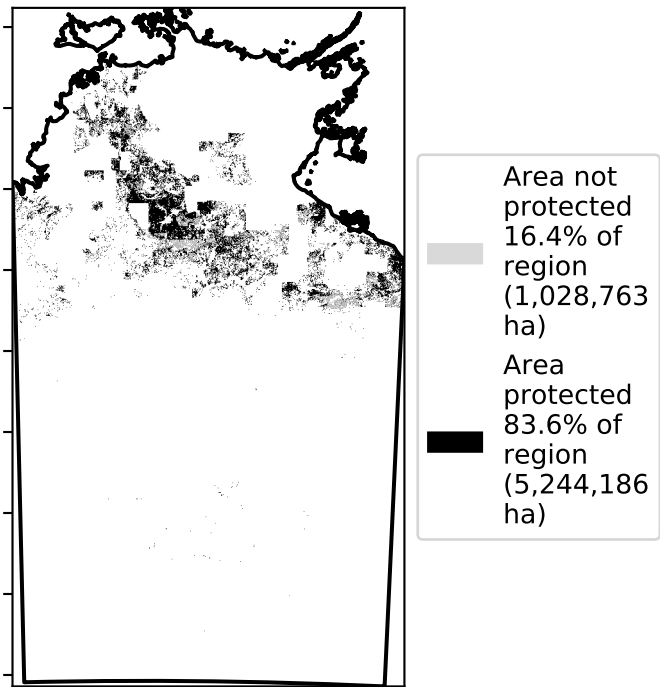 Area not
protected
16.4% of
region
(1,028,763
ha)
Area
protected
83.6% of
region
(5,244,186
ha)